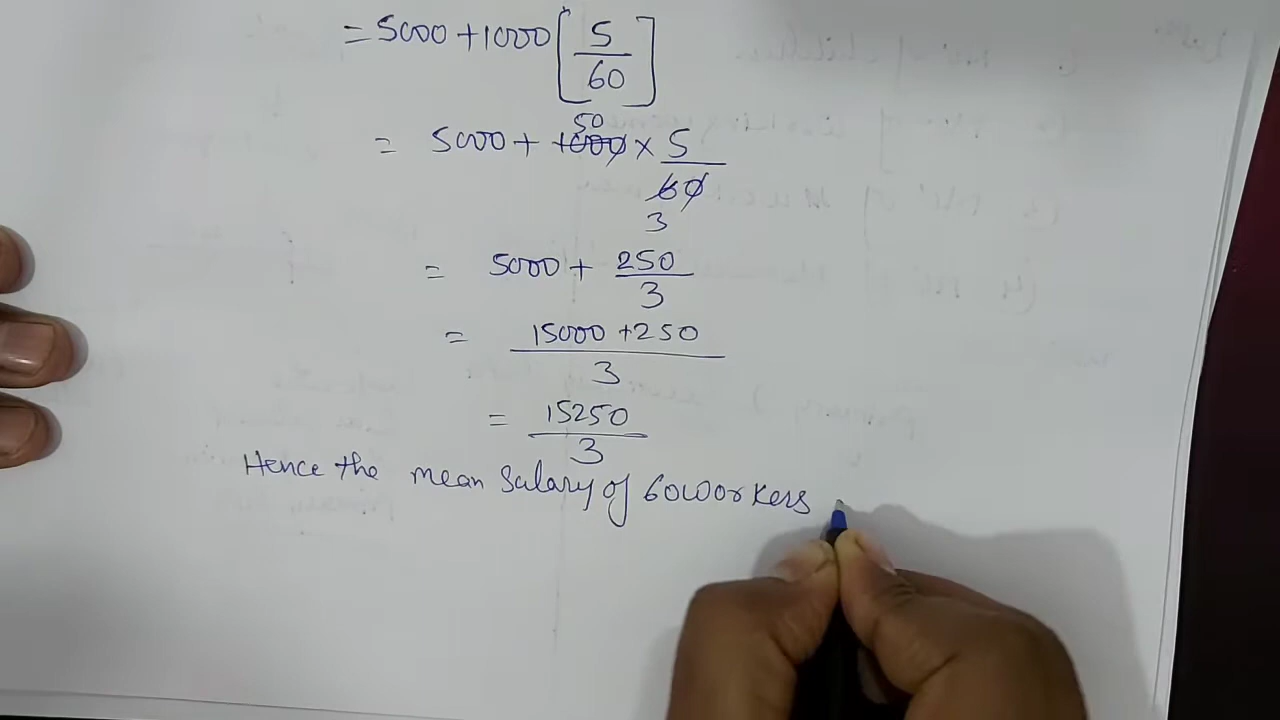 = 5000 + 1000 [ 5 / 60 ]
= 5000 + 1000 50 × 5 / 60 3
= 5000 + 250 / 3
= 15000 + 250 / 3
= 15250 / 3
Hence the mean salary of 60 workers